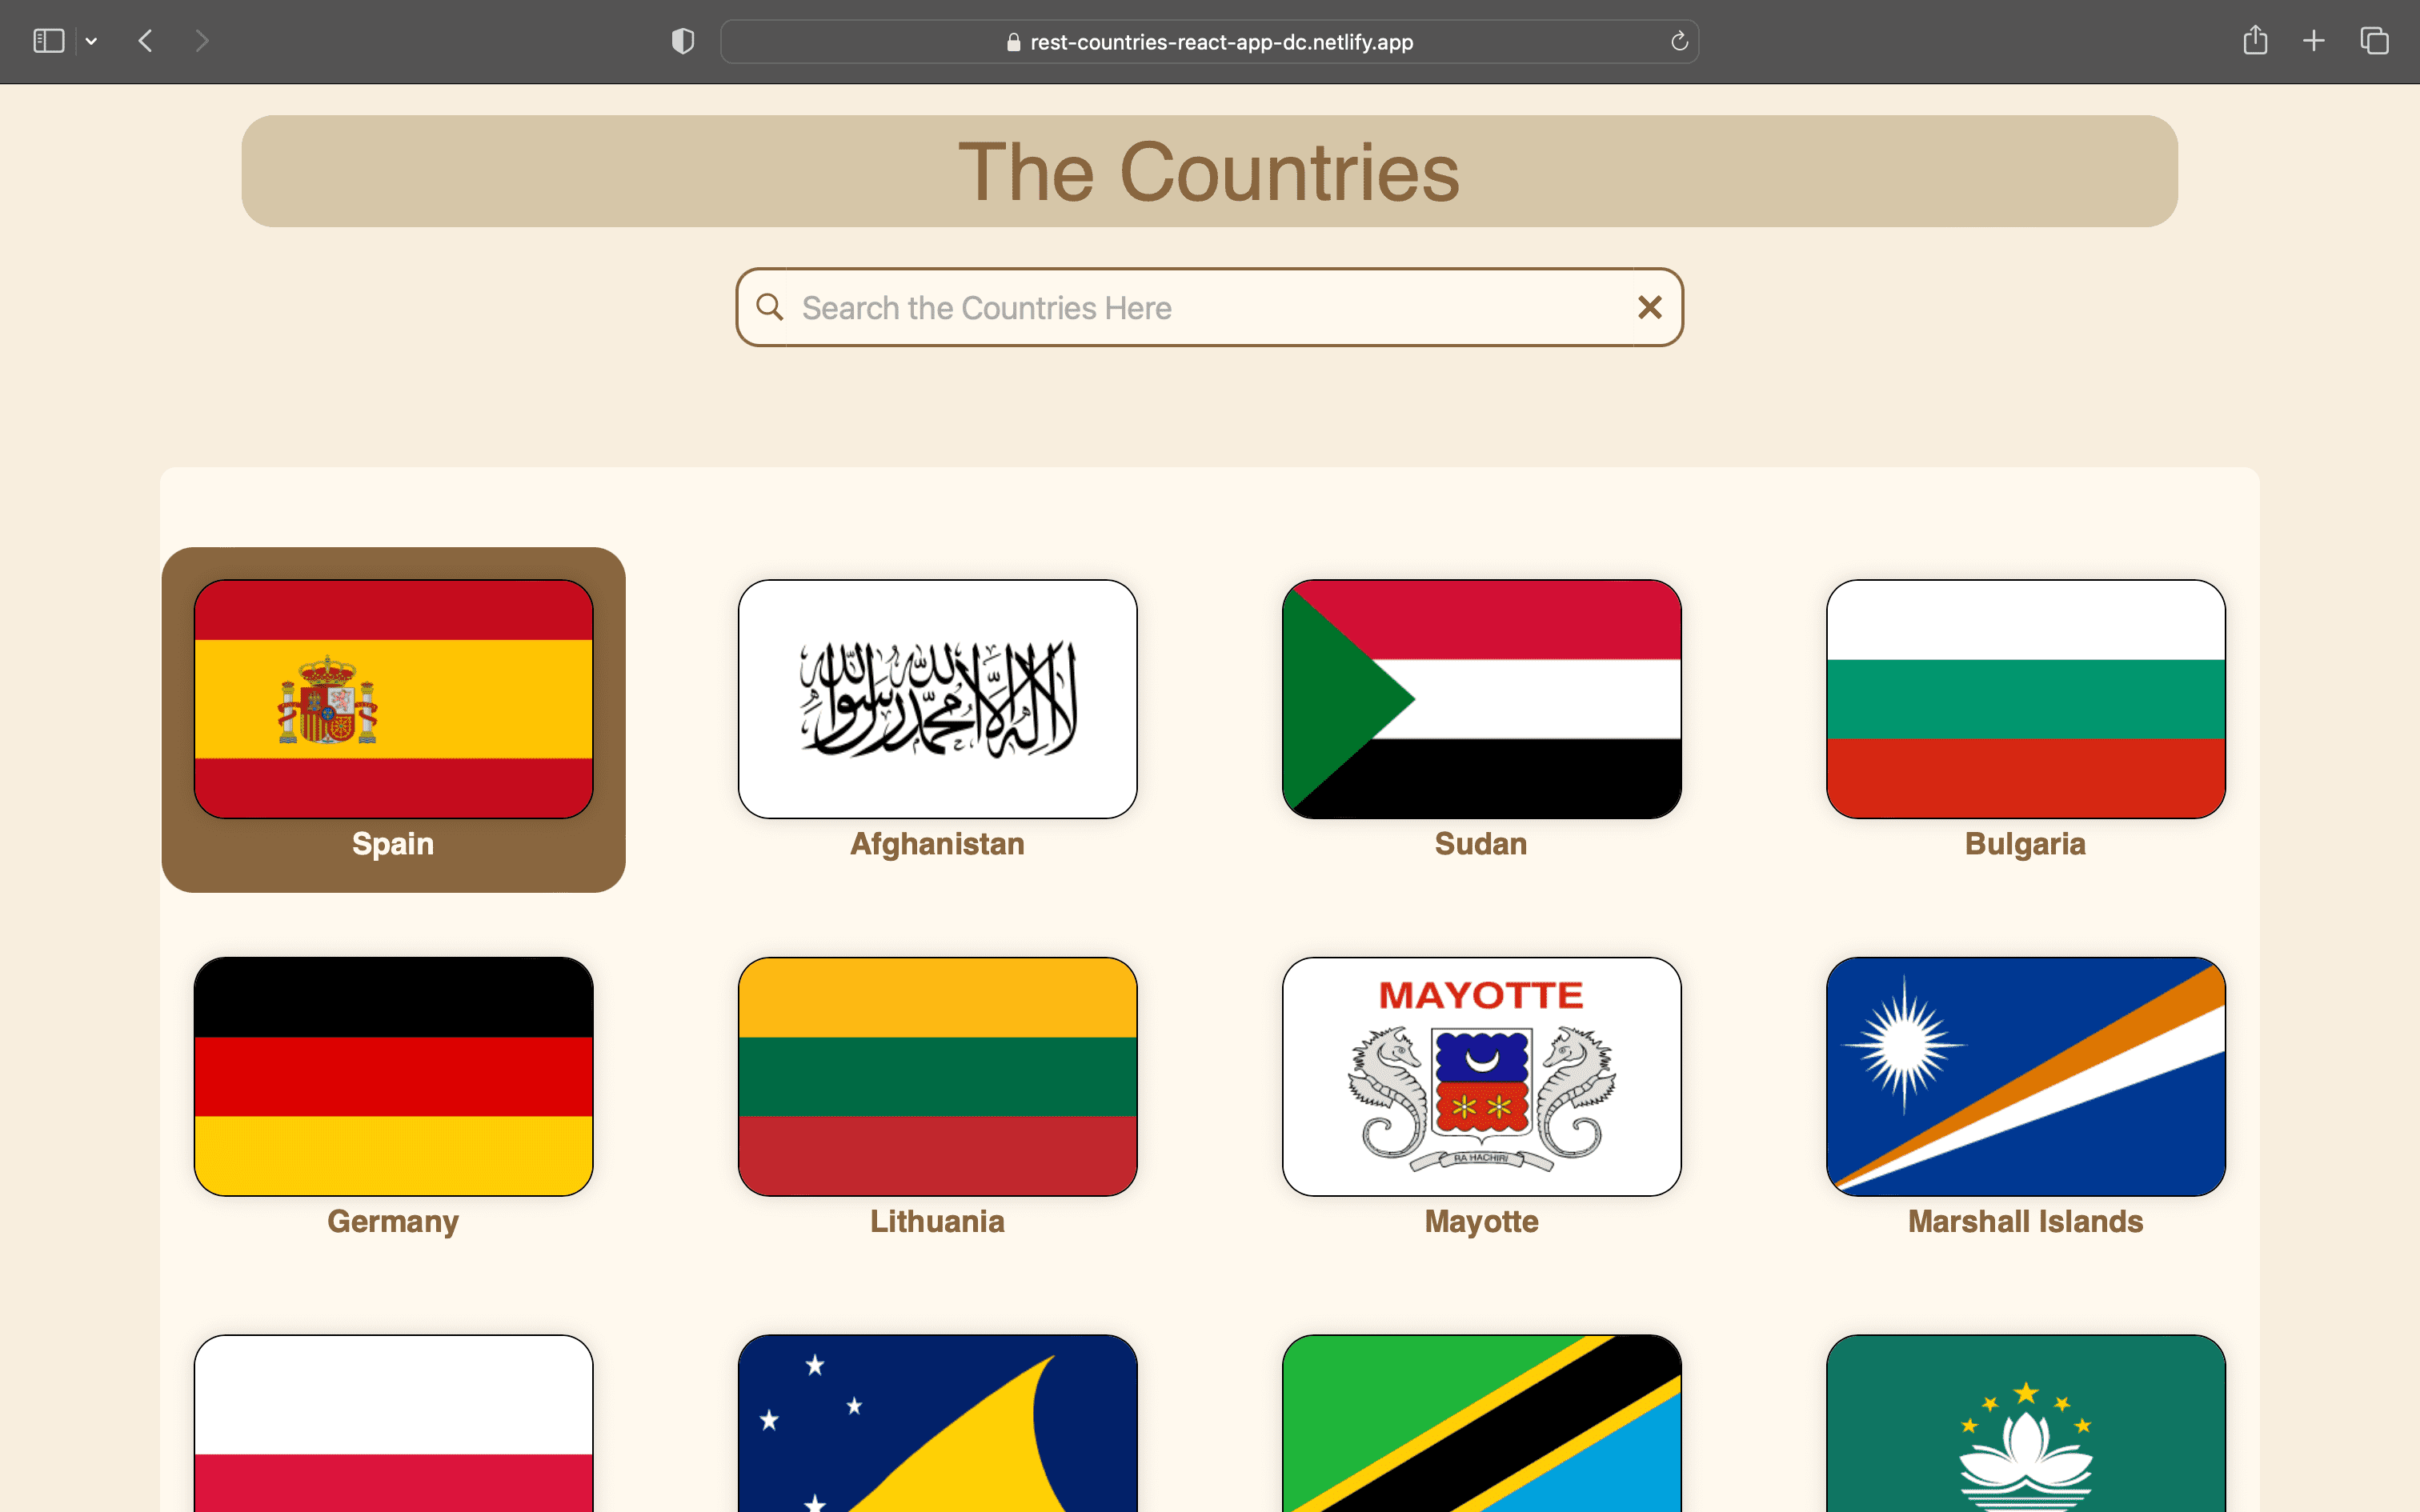 rest-countries-react-app-dc.netlify.app
The Countries
Search the Countries Here
لا إله إلا الله محمد رسول الله
Spain
Afghanistan
Sudan
Bulgaria
MAYOTTE
RA HACHIRI
Germany
Lithuania
Mayotte
Marshall Islands